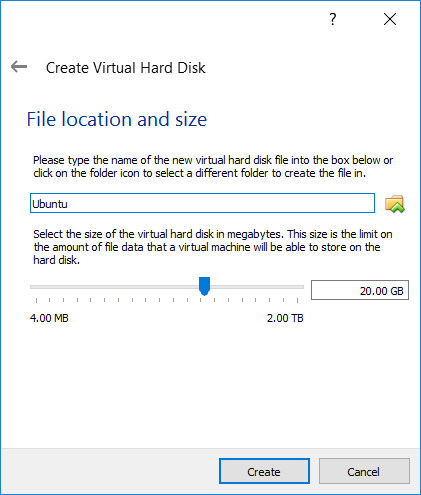 ?
Create Virtual Hard Disk
File location and size
Please type the name of the new virtual hard disk file into the box below or
click on the folder icon to select a different folder to create the file in.
Ubuntu
Select the size of the virtual hard disk in megabytes. This size is the limit on
the amount of file data that a virtual machine will be able to store on the
hard disk.
20.00 GB
4.00 MB 2.00 TB
Create Cancel